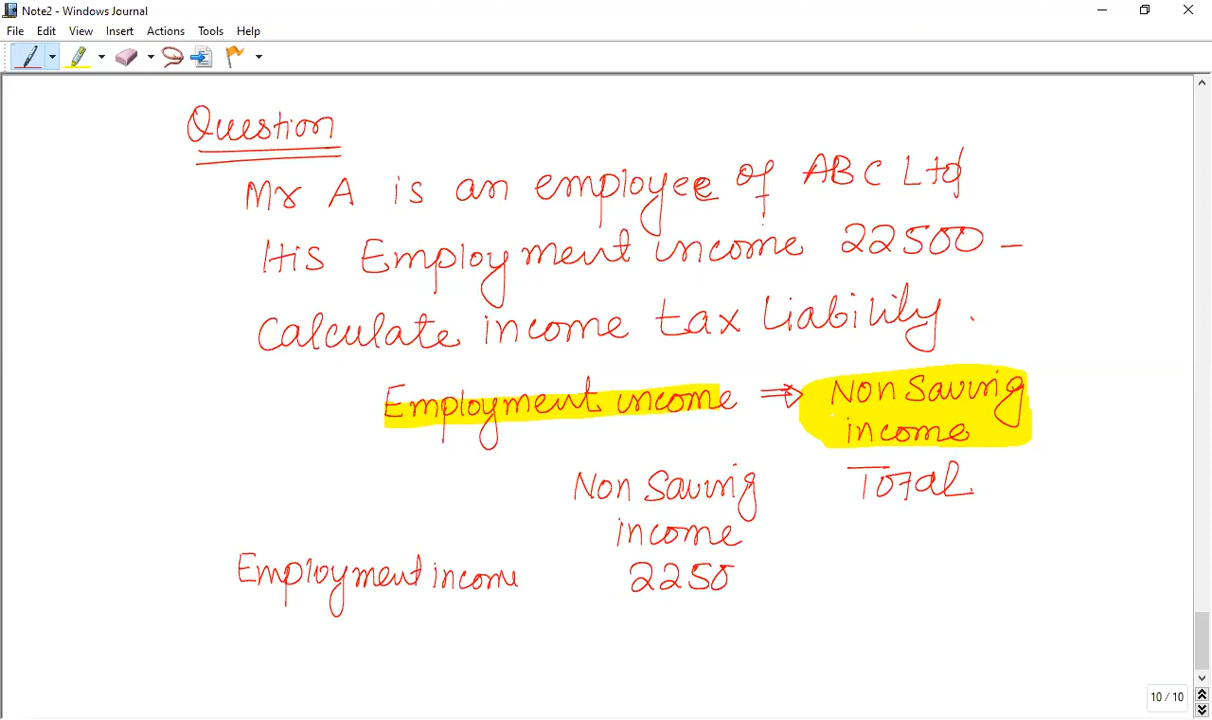 Note2 - Windows Journal
File Edit View Insert Actions Tools Help
Question
Mr A is an employee of ABC Ltd
His Employment income 22500 -
Calculate income tax liability.
Employment income ⇒ Non Saving
income
Non Saving Total
income
Employment income 2250
10 / 10